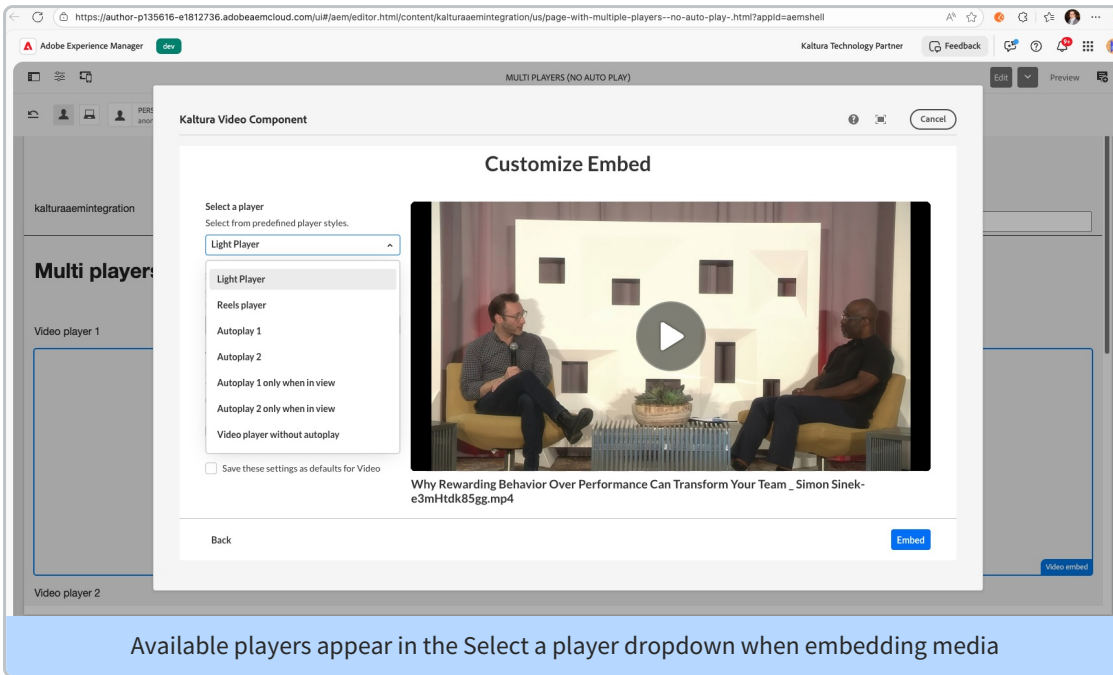 https://author-p135616-e1812736.adobeaemcloud.com/ui#/aem/editor.html/content/kalturaaemintegration/us/page-with-multiple-players--no-auto-play-.html?appId=aemshell
Adobe Experience Manager
dev
Kaltura Technology Partner
Feedback
9+
MULTI PLAYERS (NO AUTO PLAY)
Edit
Preview
PERS
anor
Kaltura Video Component
Cancel
Customize Embed
kalturaaemintegration
Select a player
Select from predefined player styles.
Light Player
Multi players
Light Player
Reels player
Video player 1
Autoplay 1
Autoplay 2
Autoplay 1 only when in view
Autoplay 2 only when in view
Video player without autoplay
Save these settings as defaults for Video
Why Rewarding Behavior Over Performance Can Transform Your Team _ Simon Sinek-
e3mHtdk85gg.mp4
Back
Embed
Video embed
Video player 2
Available players appear in the Select a player dropdown when embedding media